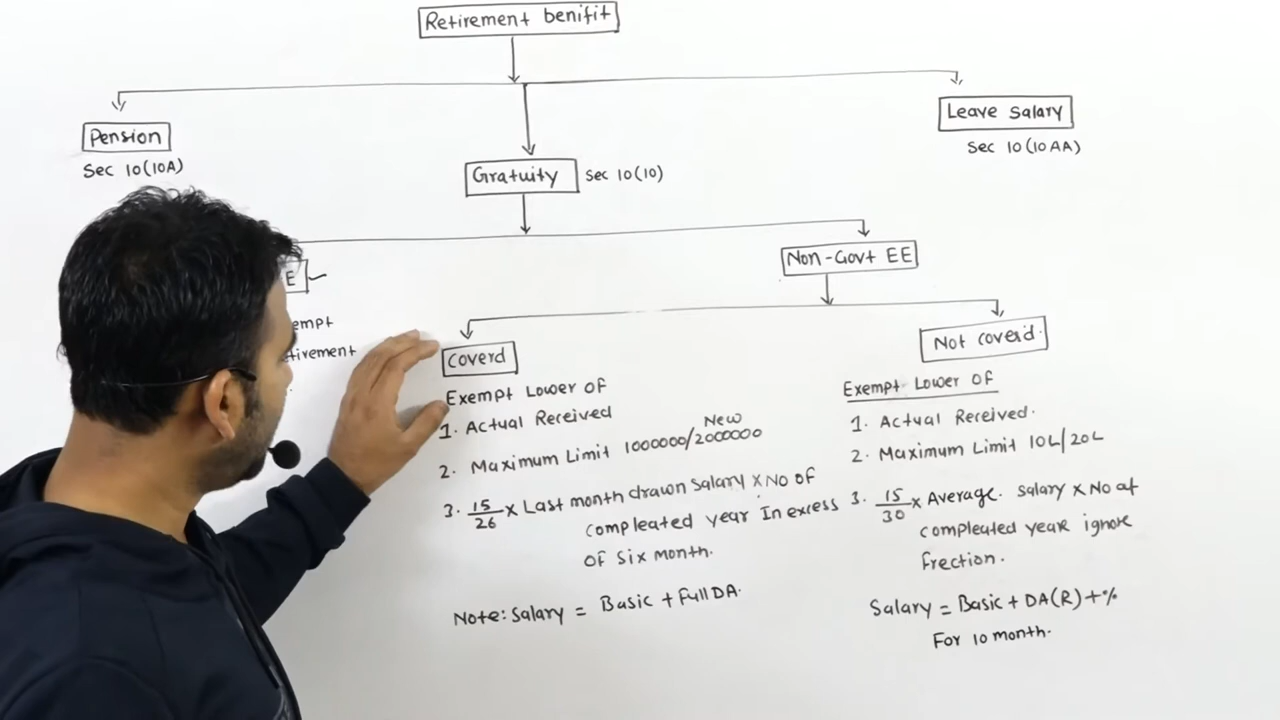 Retirement benifit
Pension
Sec 10(10A)
Gratuity
Sec 10(10)
Leave Salary
Sec 10(10AA)
E
empt
tirement
Non-Govt EE
Coverd
Exempt Lower of
1. Actual Received
2. Maximum Limit 1000000/2000000
New
3. 15/26 x Last month drawn Salary x No of
compleated year In excess
of Six month.
Note: Salary = Basic + Full DA.
Not coverd.
Exempt Lower of
1. Actual Received.
2. Maximum Limit 10L/20L
3. 15/30 x Average. Salary x No of
compleated year ignore
frection.
Salary = Basic + DA(R) + %
For 10 month.